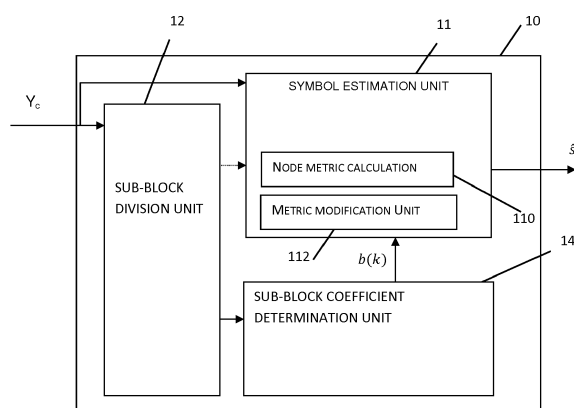 12
11
10
Yc
SYMBOL ESTIMATION UNIT
ŝ
NODE METRIC CALCULATION
SUB-BLOCK
DIVISION UNIT
METRIC MODIFICATION UNIT
110
112
b(k)
14
SUB-BLOCK COEFFICIENT
DETERMINATION UNIT